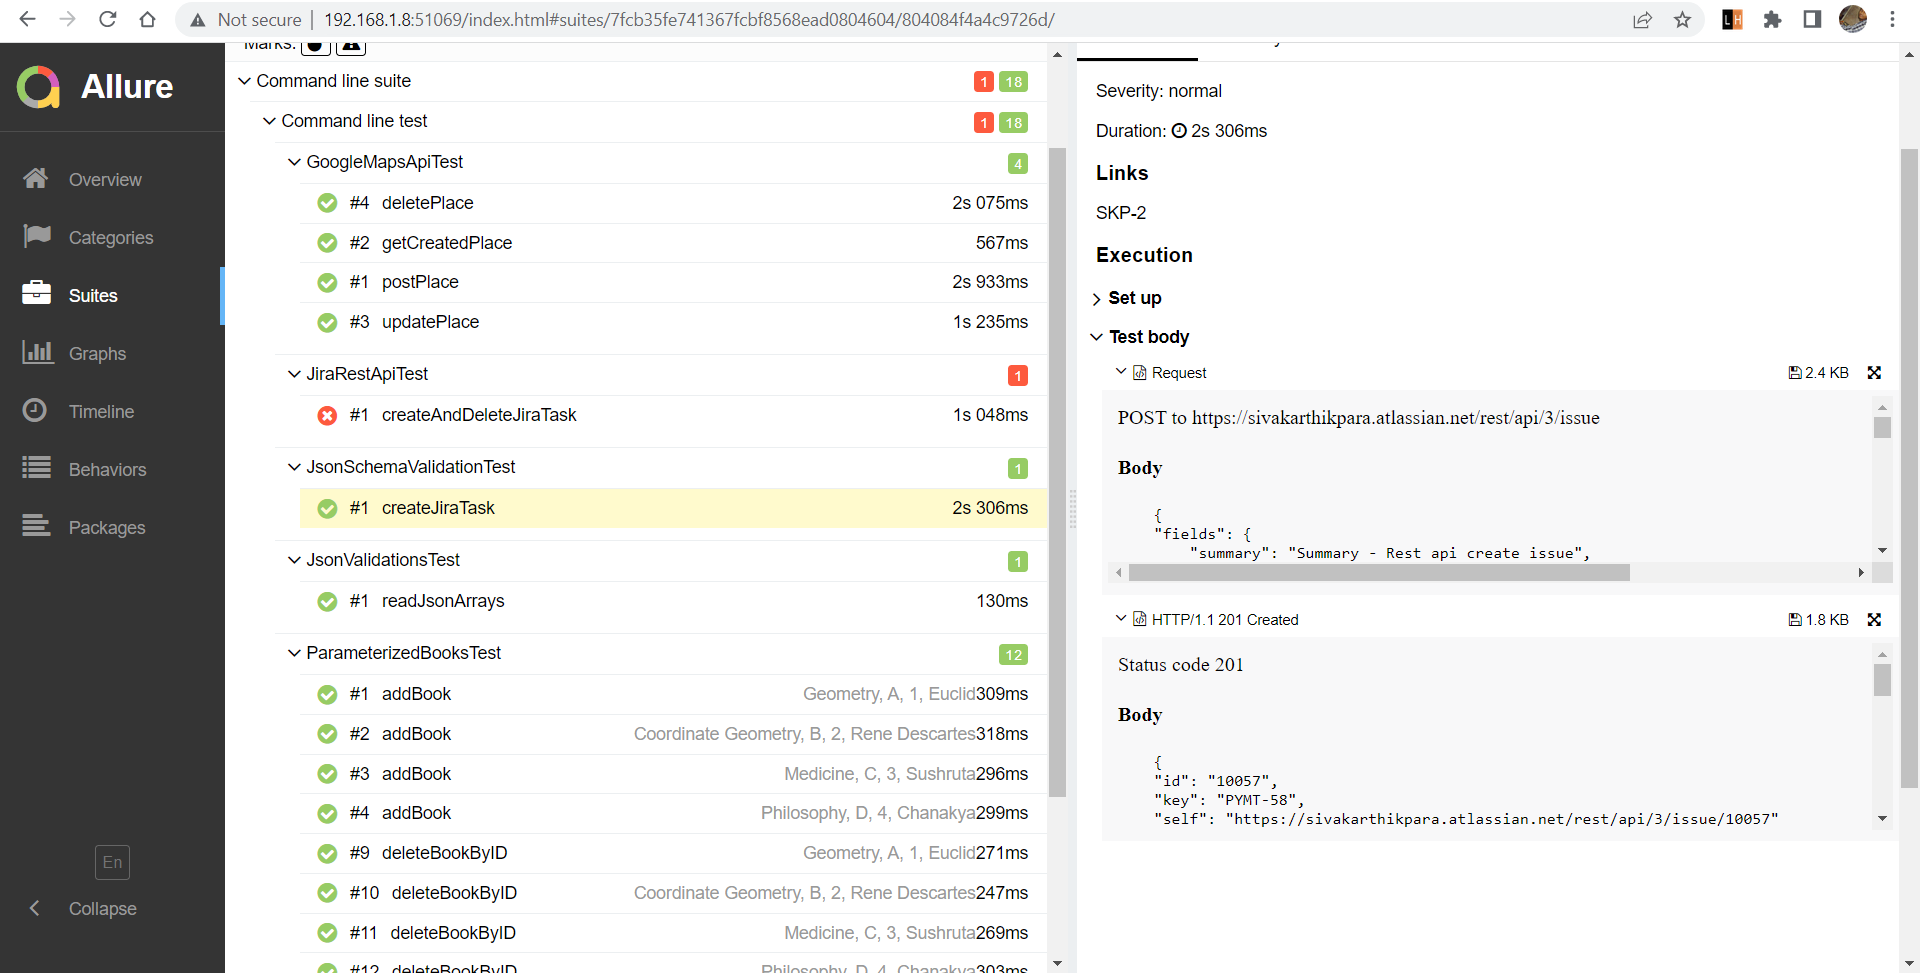 Not secure
192.168.1.8:51069/index.html#suites/7fcb35fe741367fcbf8568ead0804604/804084f4a4c9726d/
LH
Allure
Overview
Categories
Suites
Graphs
Timeline
Behaviors
Packages
En
Collapse
Marks:
Command line suite 1 18
Command line test 1 18
GoogleMapsApiTest 4
#4 deletePlace 2s 075ms
#2 getCreatedPlace 567ms
#1 postPlace 2s 933ms
#3 updatePlace 1s 235ms
JiraRestApiTest 1
#1 createAndDeleteJiraTask 1s 048ms
JsonSchemaValidationTest 1
#1 createJiraTask 2s 306ms
JsonValidationsTest 1
#1 readJsonArrays 130ms
ParameterizedBooksTest 12
#1 addBook Geometry, A, 1, Euclid 309ms
#2 addBook Coordinate Geometry, B, 2, Rene Descartes 318ms
#3 addBook Medicine, C, 3, Sushruta 296ms
#4 addBook Philosophy, D, 4, Chanakya 299ms
#9 deleteBookByID Geometry, A, 1, Euclid 271ms
#10 deleteBookByID Coordinate Geometry, B, 2, Rene Descartes 247ms
#11 deleteBookByID Medicine, C, 3, Sushruta 269ms
#12 deleteBookByID Philosophy, D, 4, Chanakya 303ms
Severity: normal
Duration: 2s 306ms
Links
SKP-2
Execution
Set up
Test body
Request 2.4 KB
POST to https://sivakarthikpara.atlassian.net/rest/api/3/issue
Body
{
"fields": {
"summary": "Summary - Rest api create issue",
HTTP/1.1 201 Created 1.8 KB
Status code 201
Body
{
"id": "10057",
"key": "PYMT-58",
"self": "https://sivakarthikpara.atlassian.net/rest/api/3/issue/10057"